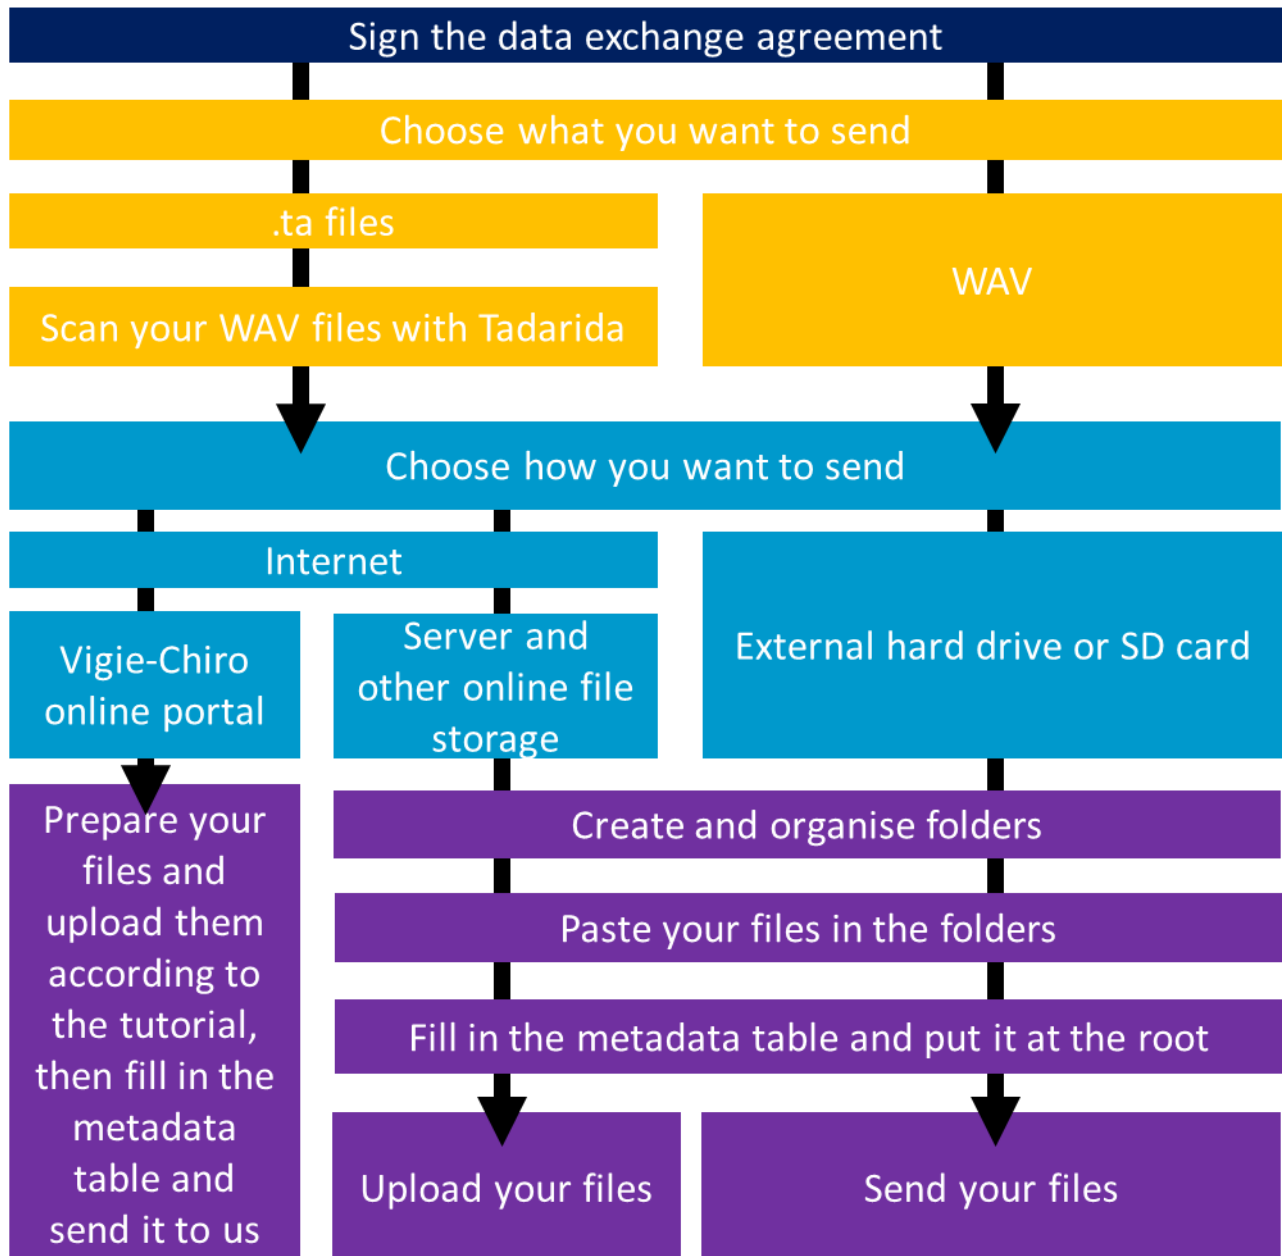 Sign the data exchange agreement
Choose what you want to send
.ta files
WAV
Scan your WAV files with Tadarida
Choose how you want to send
Internet
External hard drive or SD card
Vigie-Chiro
online portal
Server and
other online file
storage
Prepare your
files and
upload them
according to
the tutorial,
then fill in the
metadata
table and
send it to us
Create and organise folders
Paste your files in the folders
Fill in the metadata table and put it at the root
Upload your files
Send your files